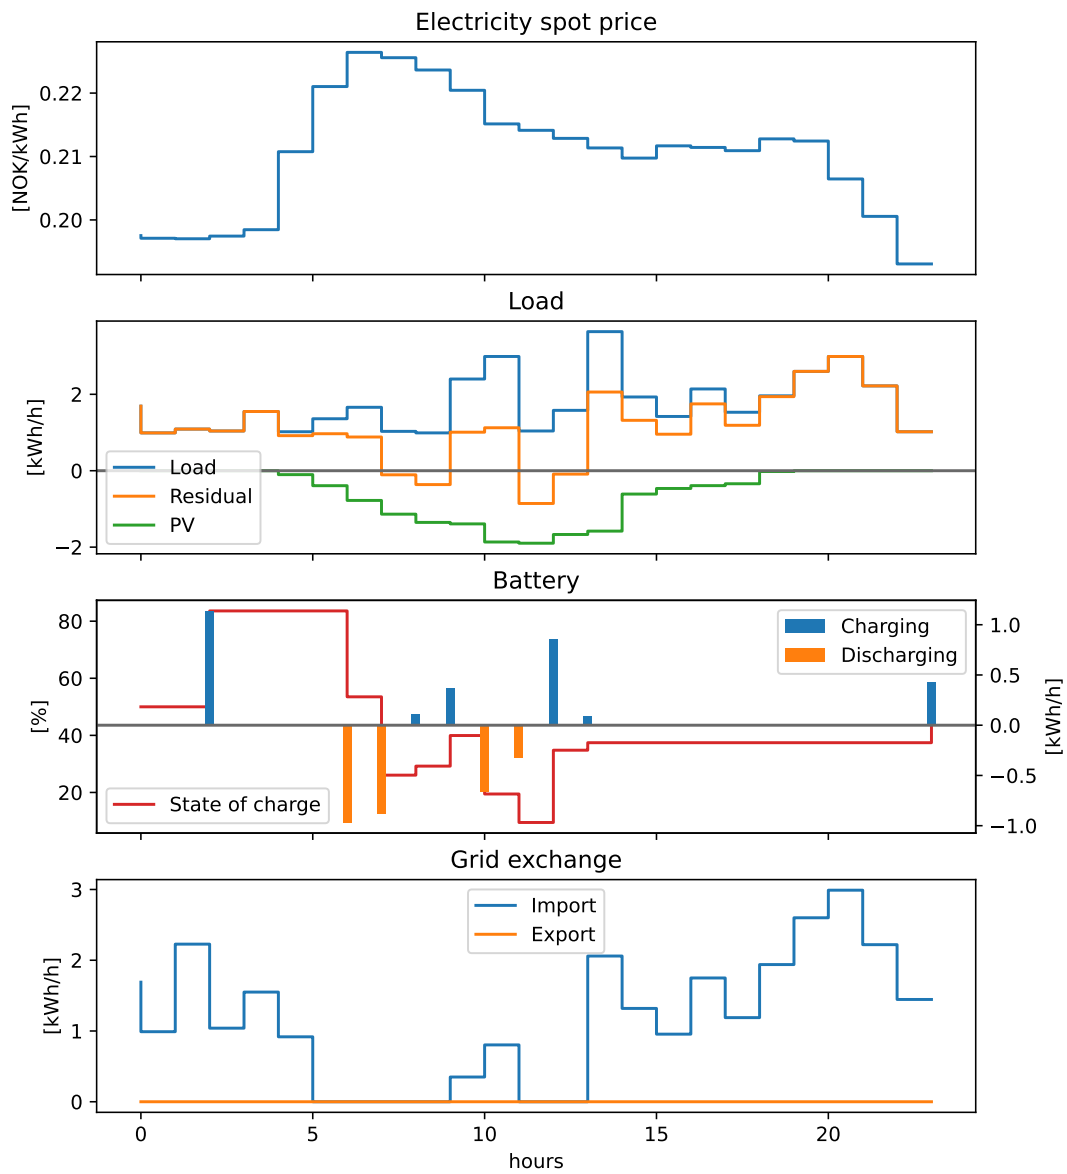 Electricity spot price
[NOK/kWh]
0.22
0.21
0.20
Load
[kWh/h]
2
0
−2
Load
Residual
PV
Battery
[%]
80
60
40
20
State of charge
Charging
Discharging
1.0
0.5
0.0
−0.5
−1.0
[kWh/h]
Grid exchange
[kWh/h]
3
2
1
0
Import
Export
0 5 10 15 20
hours